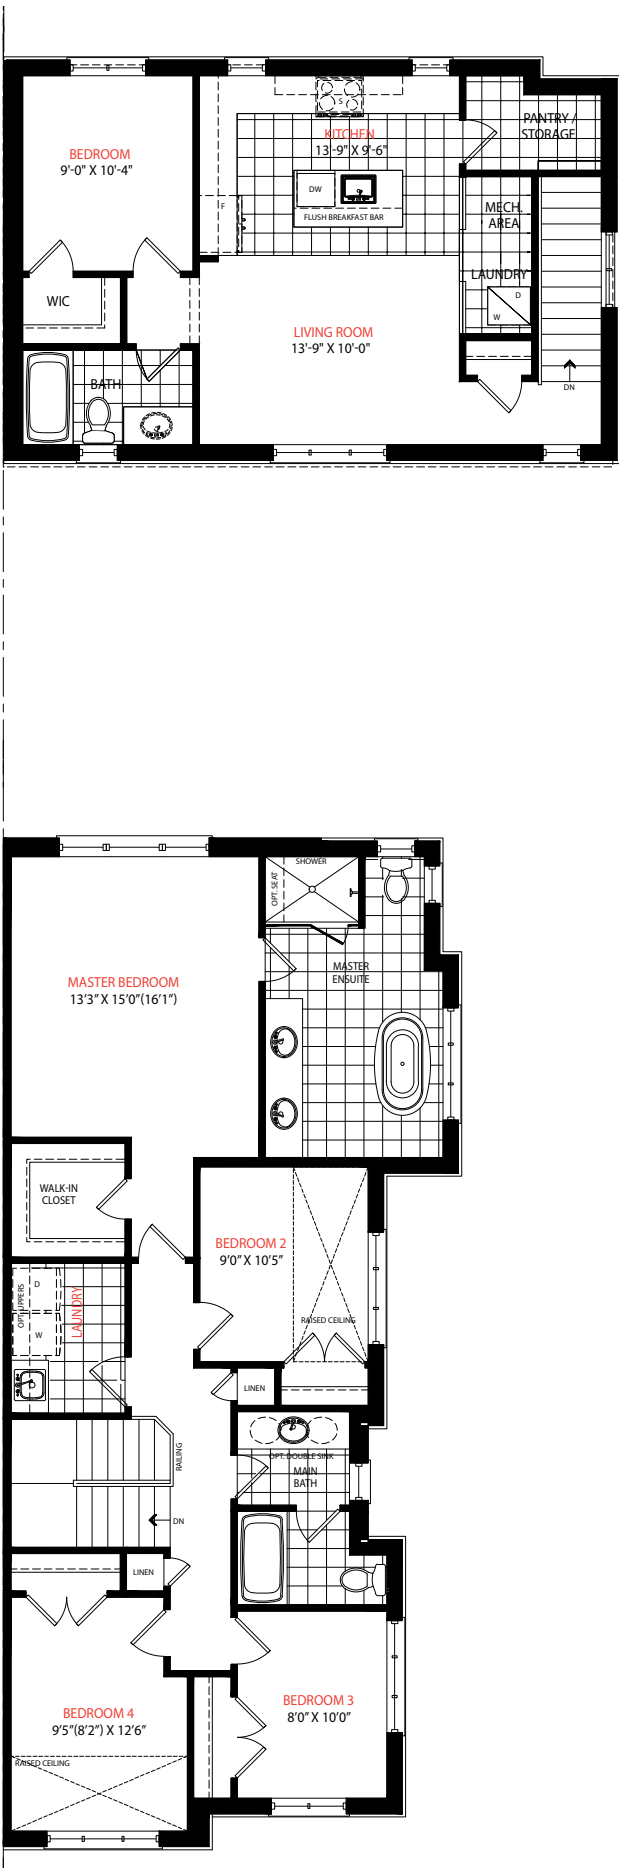 BEDROOM
9'-0" X 10'-4"
S
KITCHEN
13'-9" X 9'-6"
PANTRY /
STORAGE
DW
F
FLUSH BREAKFAST BAR
MECH.
AREA
WIC
LAUNDRY
D
W
LIVING ROOM
13'-9" X 10'-0"
BATH
DN
SHOWER
OPT. SEAT
MASTER
ENSUITE
MASTER BEDROOM
13'3" X 15'0"(16'1")
WALK-IN
CLOSET
BEDROOM 2
9'0" X 10'5"
RAISED CEILING
OPT. UPPERS
D
W
LAUNDRY
LINEN
RAILING
OPT. DOUBLE SINK
MAIN
BATH
DN
LINEN
BEDROOM 4
9'5"(8'2") X 12'6"
RAISED CEILING
BEDROOM 3
8'0" X 10'0"